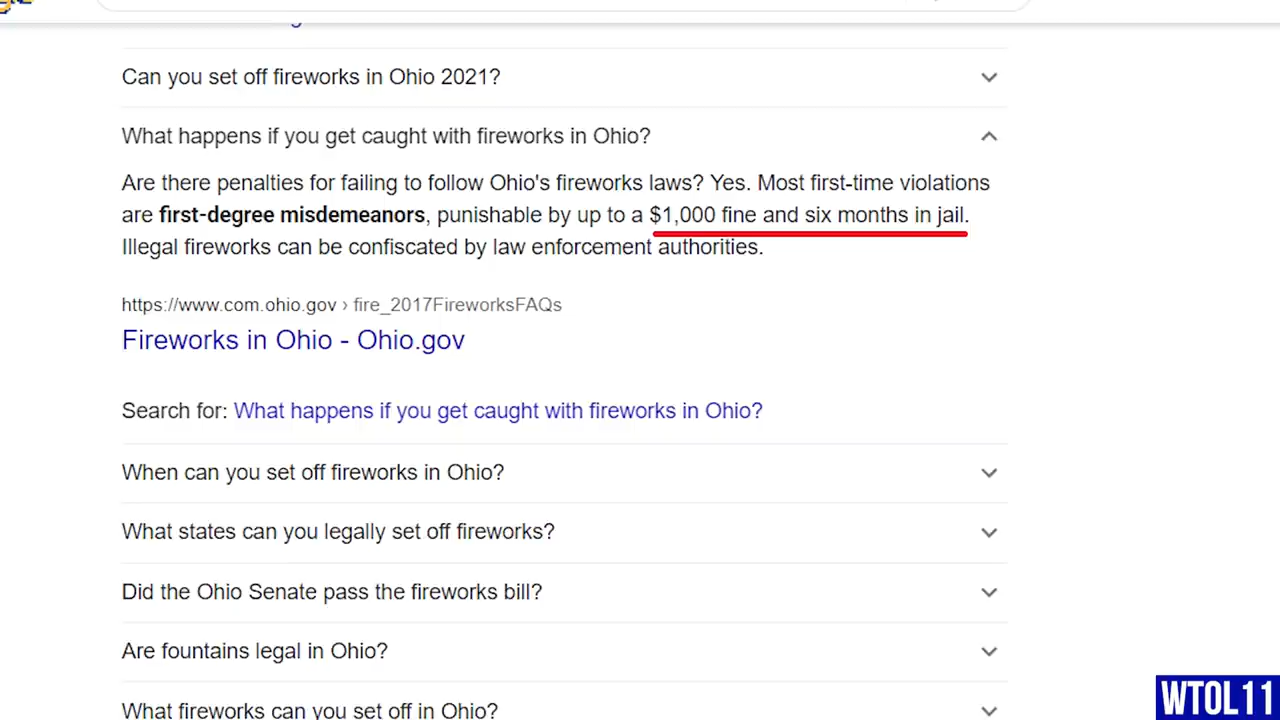 Can you set off fireworks in Ohio 2021?
What happens if you get caught with fireworks in Ohio?
Are there penalties for failing to follow Ohio's fireworks laws? Yes. Most first-time violations
are first-degree misdemeanors, punishable by up to a $1,000 fine and six months in jail.
Illegal fireworks can be confiscated by law enforcement authorities.
https://www.com.ohio.gov › fire_2017FireworksFAQs
Fireworks in Ohio - Ohio.gov
Search for: What happens if you get caught with fireworks in Ohio?
When can you set off fireworks in Ohio?
What states can you legally set off fireworks?
Did the Ohio Senate pass the fireworks bill?
Are fountains legal in Ohio?
What fireworks can you set off in Ohio?
WTOL11